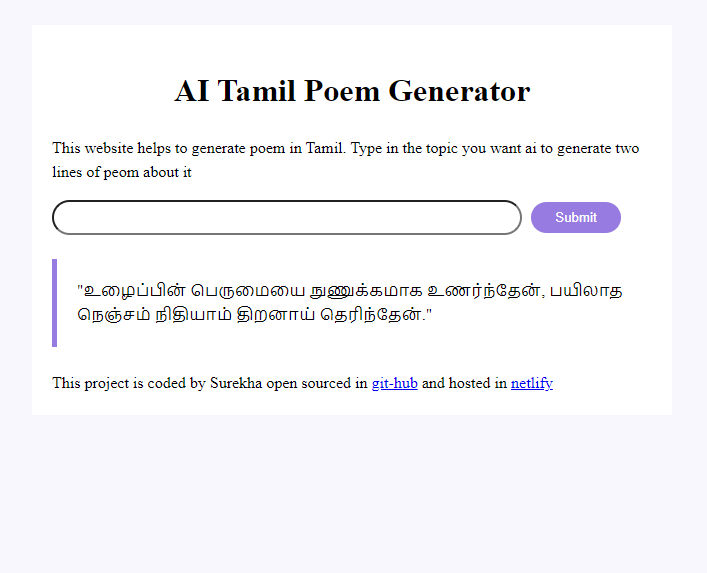 AI Tamil Poem Generator
This website helps to generate poem in Tamil. Type in the topic you want ai to generate two
lines of peom about it
Submit
"உழைப்பின் பெருமையை நுணுக்கமாக உணர்ந்தேன், பயிலாத
நெஞ்சம் நிதியாம் திறனாய் தெரிந்தேன்."
This project is coded by Surekha open sourced in git-hub and hosted in netlify